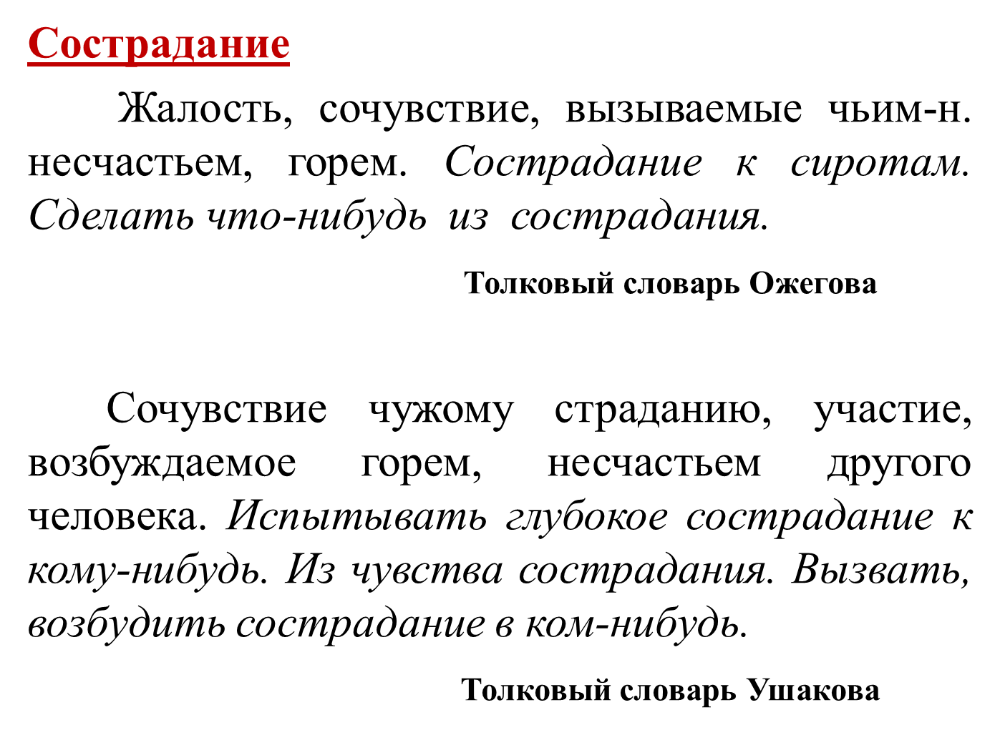 Сострадание
Жалость, сочувствие, вызываемые чьим-н.
несчастьем, горем. Сострадание к сиротам.
Сделать что-нибудь из сострадания.
Толковый словарь Ожегова
Сочувствие чужому страданию, участие,
возбуждаемое горем, несчастьем другого
человека. Испытывать глубокое сострадание к
кому-нибудь. Из чувства сострадания. Вызвать,
возбудить сострадание в ком-нибудь.
Толковый словарь Ушакова